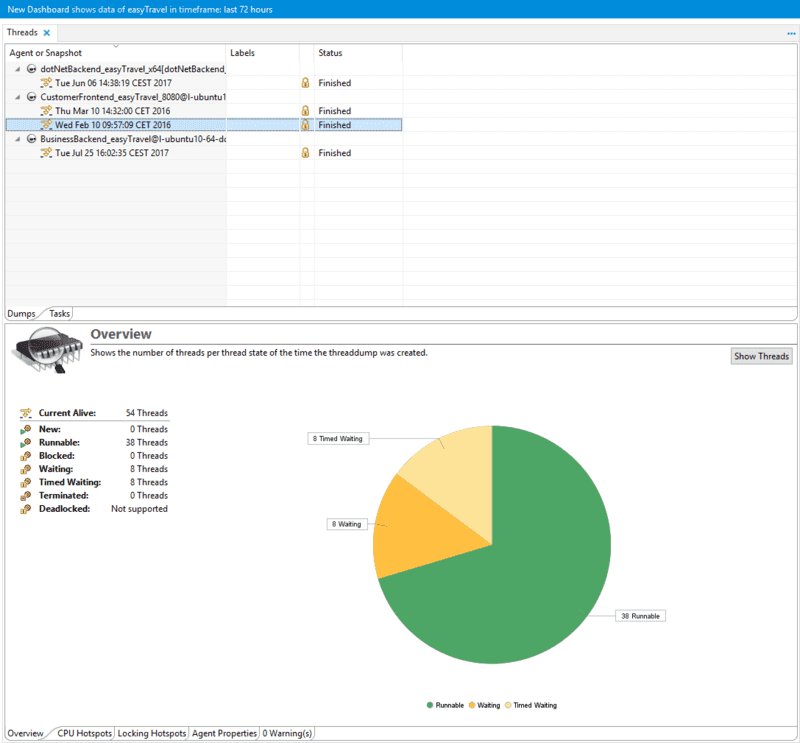 New Dashboard shows data of easyTravel in timeframe: last 72 hours
Threads
Agent or Snapshot Labels Status
dotNetBackend_easyTravel_x64[dotNetBackend_
Tue Jun 06 14:38:19 CEST 2017 Finished
CustomerFrontend_easyTravel_8080@l-ubuntu1
Thu Mar 10 14:32:00 CET 2016 Finished
Wed Feb 10 09:57:09 CET 2016 Finished
BusinessBackend_easyTravel@l-ubuntu10-64-do
Tue Jul 25 16:02:35 CEST 2017 Finished
Dumps Tasks
Overview
Shows the number of threads per thread state of the time the threaddump was created.
Show Threads
Current Alive: 54 Threads
New: 0 Threads
Runnable: 38 Threads
Blocked: 0 Threads
Waiting: 8 Threads
Timed Waiting: 8 Threads
Terminated: 0 Threads
Deadlocked: Not supported
8 Timed Waiting
8 Waiting
38 Runnable
Runnable Waiting Timed Waiting
Overview CPU Hotspots Locking Hotspots Agent Properties 0 Warning(s)